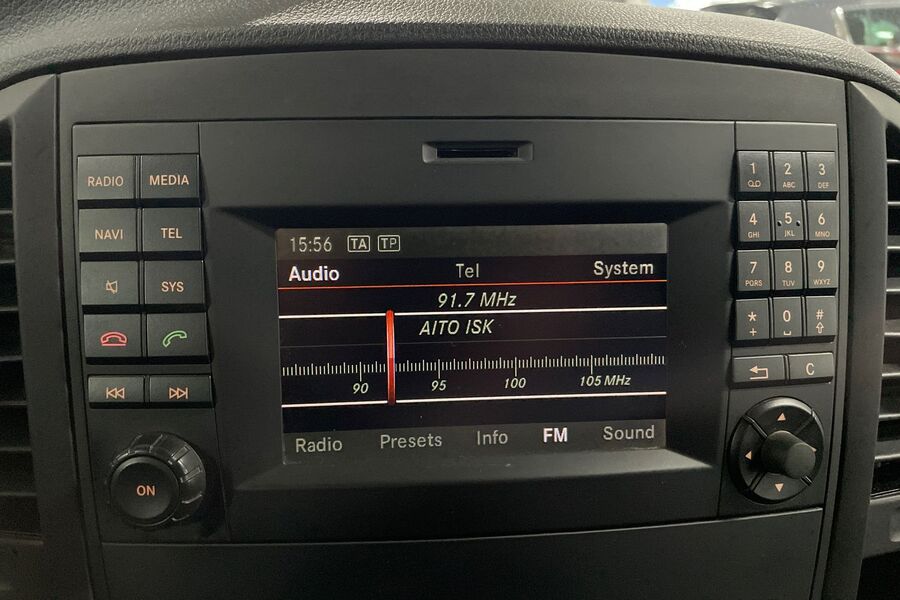 RADIO MEDIA
NAVI TEL
SYS
ON
15:56 TA TP
Audio Tel System
91.7 MHz
AITO ISK
90 95 100 105 MHz
Radio Presets Info FM Sound
1 2 3
ABC DEF
4 5 6
GHI JKL MNO
7 8 9
PQRS TUV WXYZ
* 0 #
+
C